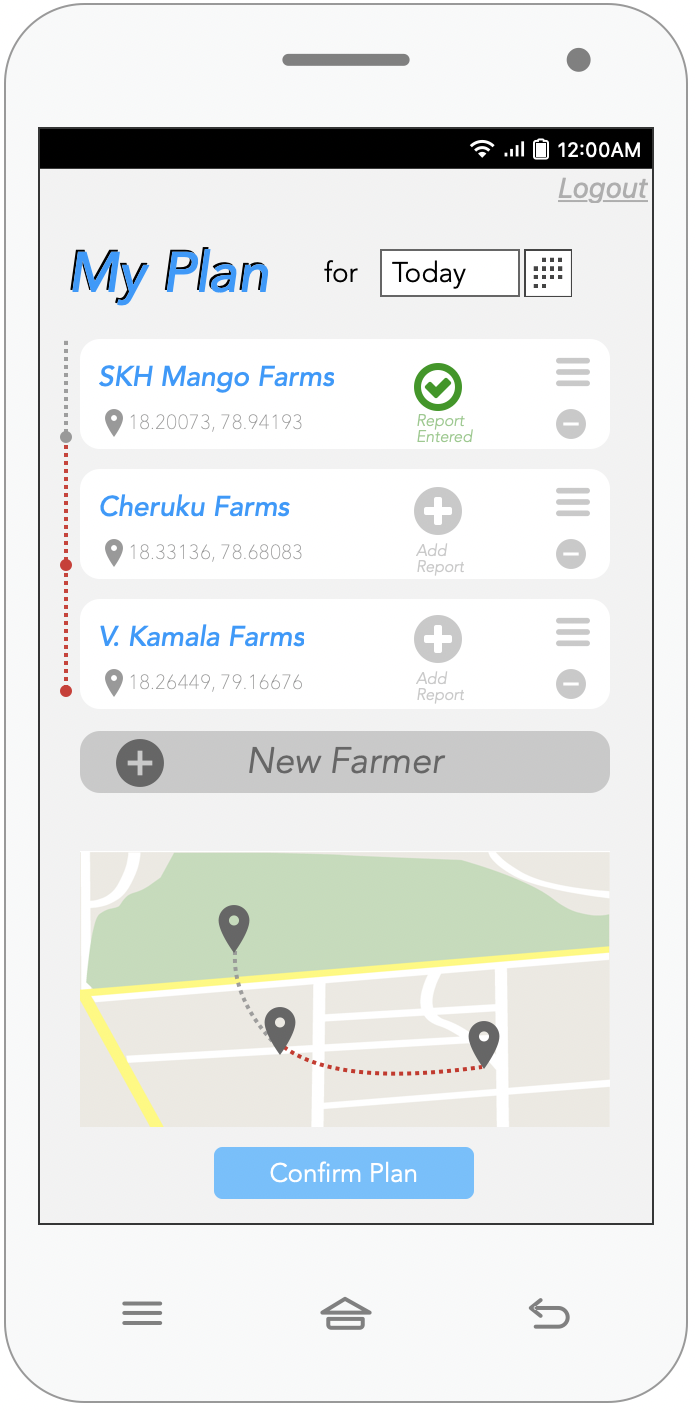 12:00AM
Logout
My Plan for Today
SKH Mango Farms
18.20073, 78.94193
Report
Entered
Cheruku Farms
18.33136, 78.68083
Add
Report
V. Kamala Farms
18.26449, 79.16676
Add
Report
New Farmer
Confirm Plan